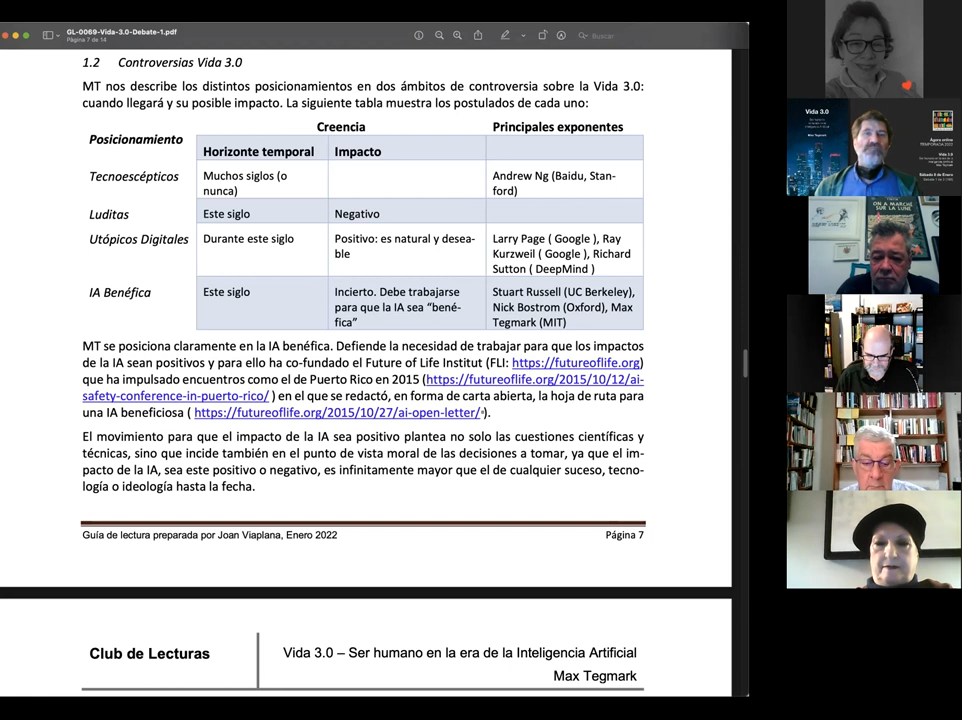 GL-0069-Vida-3.0-Debate-1.pdf
Página 7 de 14
Buscar
1.2 Controversias Vida 3.0
MT nos describe los distintos posicionamientos en dos ámbitos de controversia sobre la Vida 3.0:
cuando llegará y su posible impacto. La siguiente tabla muestra los postulados de cada uno:
Posicionamiento
Creencia
Principales exponentes
Horizonte temporal
Impacto
Tecnoescépticos
Muchos siglos (o
nunca)
Andrew Ng (Baidu, Stan-
ford)
Luditas
Este siglo
Negativo
Utópicos Digitales
Durante este siglo
Positivo: es natural y desea-
ble
Larry Page ( Google ), Ray
Kurzweil ( Google ), Richard
Sutton ( DeepMind )
IA Benéfica
Este siglo
Incierto. Debe trabajarse
para que la IA sea “bené-
fica”
Stuart Russell (UC Berkeley),
Nick Bostrom (Oxford), Max
Tegmark (MIT)
MT se posiciona claramente en la IA benéfica. Defiende la necesidad de trabajar para que los impactos
de la IA sean positivos y para ello ha co-fundado el Future of Life Institut (FLI: https://futureoflife.org)
que ha impulsado encuentros como el de Puerto Rico en 2015 (https://futureoflife.org/2015/10/12/ai-
safety-conference-in-puerto-rico/ ) en el que se redactó, en forma de carta abierta, la hoja de ruta para
una IA beneficiosa ( https://futureoflife.org/2015/10/27/ai-open-letter/ ).
El movimiento para que el impacto de la IA sea positivo plantea no solo las cuestiones científicas y
técnicas, sino que incide también en el punto de vista moral de las decisiones a tomar, ya que el im-
pacto de la IA, sea este positivo o negativo, es infinitamente mayor que el de cualquier suceso, tecno-
logía o ideología hasta la fecha.
Guía de lectura preparada por Joan Viaplana, Enero 2022
Página 7
Club de Lecturas
Vida 3.0 – Ser humano en la era de la Inteligencia Artificial
Max Tegmark
Vida 3.0
Max Tegmark
Ágora online
TEMPORADA 2022
Vida 3.0
ON A MARCHÉ
SUR LA LUNE